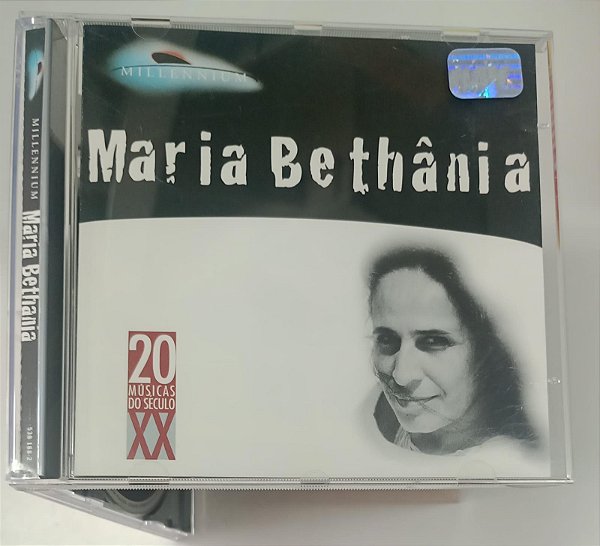 MILLENNIUM
Maria Bethânia
20
MÚSICAS
DO SÉCULO
XX
MILLENNIUM
Maria Bethânia